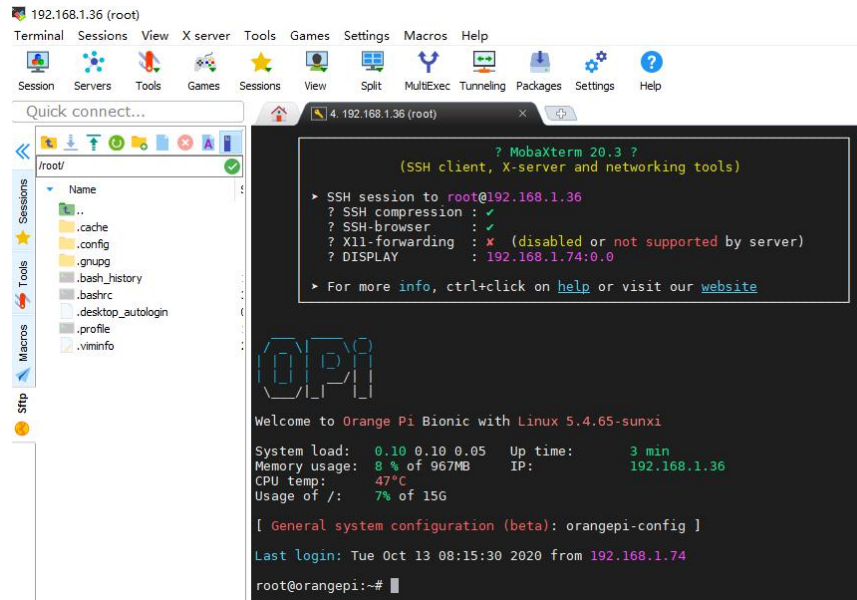 192.168.1.36 (root)
Terminal Sessions View X server Tools Games Settings Macros Help
Session Servers Tools Games Sessions View Split MultiExec Tunneling Packages Settings Help
Quick connect...
4. 192.168.1.36 (root)
/root/
Name
..
.cache
.config
.gnupg
.bash_history
.bashrc
.desktop_autologin
.profile
.viminfo
Sessions
Tools
Macros
Sftp
? MobaXterm 20.3 ?
(SSH client, X-server and networking tools)
➤ SSH session to root@192.168.1.36
? SSH compression : ✔
? SSH-browser : ✔
? X11-forwarding : ✘ (disabled or not supported by server)
? DISPLAY : 192.168.1.74:0.0
➤ For more info, ctrl+click on help or visit our website
OPi
Welcome to Orange Pi Bionic with Linux 5.4.65-sunxi
System load: 0.10 0.10 0.05 Up time: 3 min
Memory usage: 8 % of 967MB IP: 192.168.1.36
CPU temp: 47°C
Usage of /: 7% of 15G
[ General system configuration (beta): orangepi-config ]
Last login: Tue Oct 13 08:15:30 2020 from 192.168.1.74
root@orangepi:~#